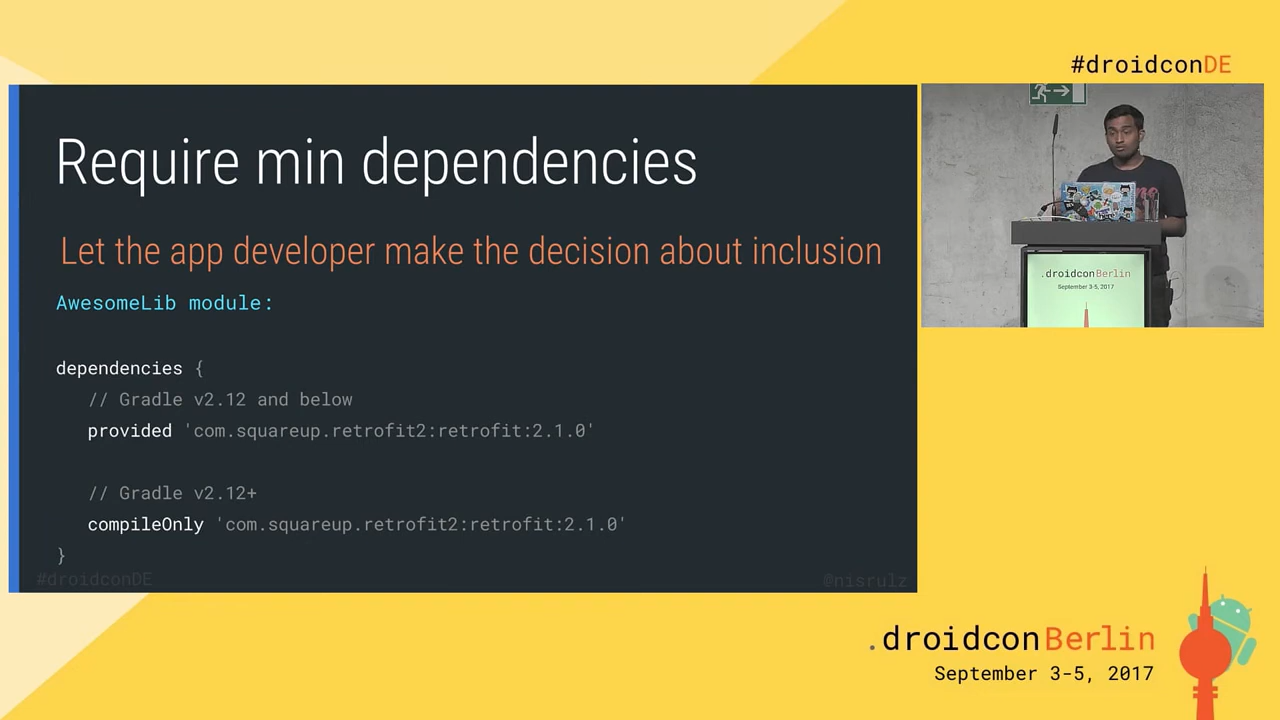 #droidconDE
Require min dependencies
Let the app developer make the decision about inclusion
AwesomeLib module:
dependencies {
// Gradle v2.12 and below
provided 'com.squareup.retrofit2:retrofit:2.1.0'
// Gradle v2.12+
compileOnly 'com.squareup.retrofit2:retrofit:2.1.0'
}
#droidconDE
@nisrulz
.droidconBerlin
September 3-5, 2017
.droidconBerlin
September 3-5, 2017